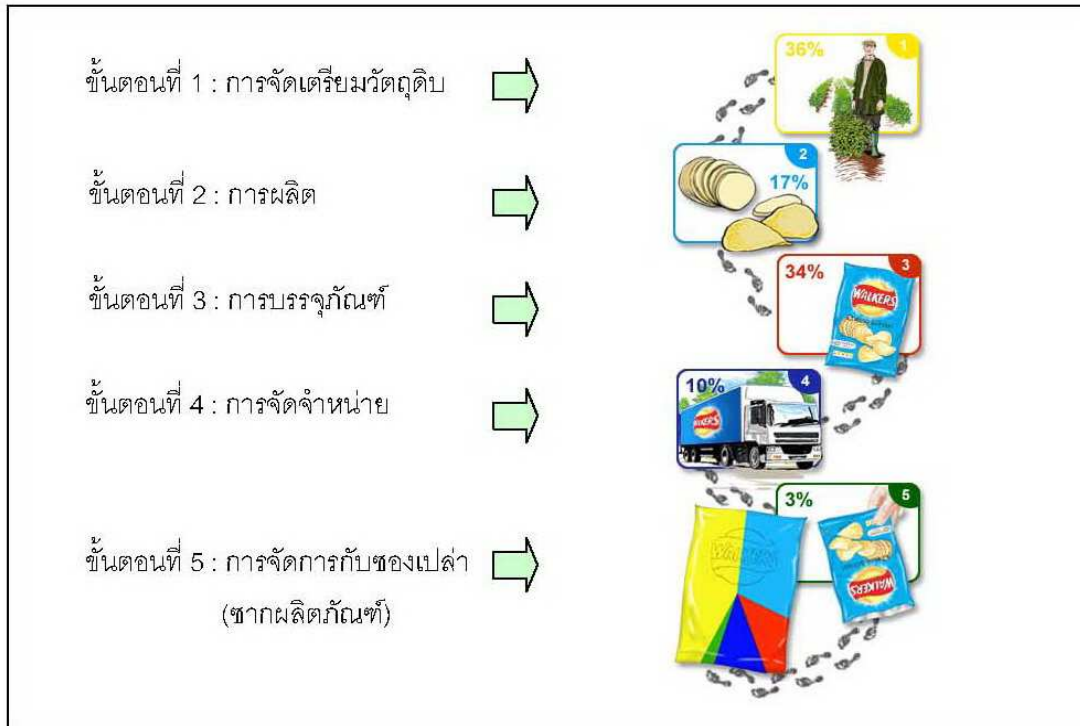 ขั้นตอนที่ 1 : การจัดเตรียมวัตถุดิบ
36%
1
ขั้นตอนที่ 2 : การผลิต
2
17%
ขั้นตอนที่ 3 : การบรรจุภัณฑ์
34%
3
WALKERS
ขั้นตอนที่ 4 : การจัดจำหน่าย
10%
4
WALKERS
ขั้นตอนที่ 5 : การจัดการกับซองเปล่า
(ซากผลิตภัณฑ์)
3%
5
WALKERS
WALKERS